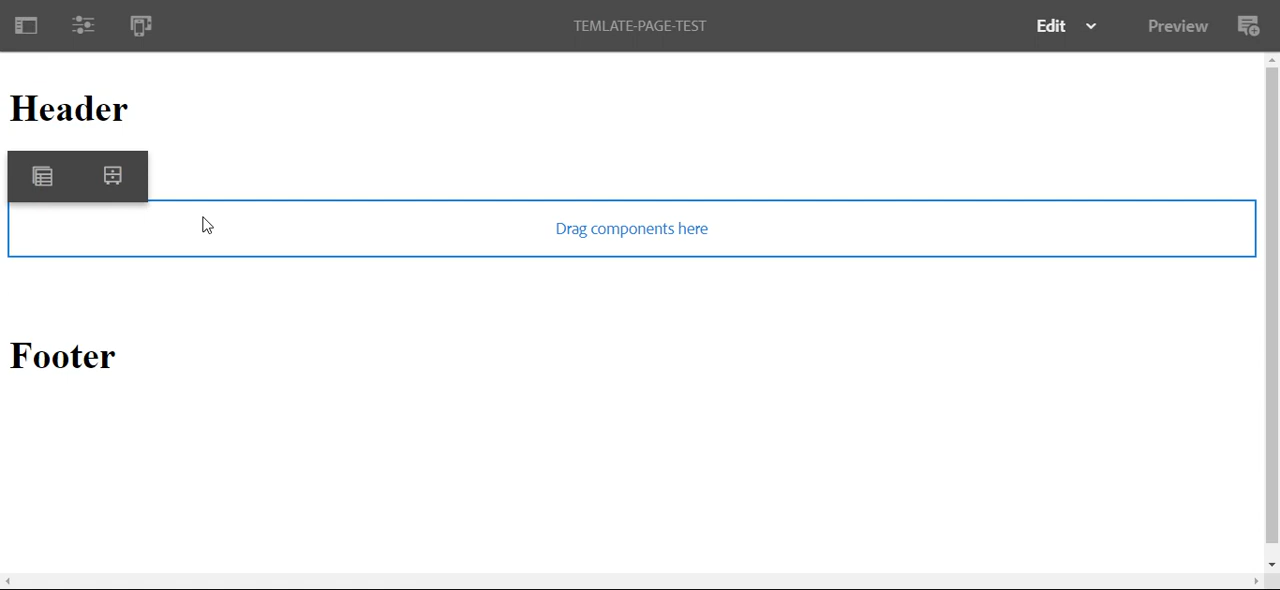 TEMLATE-PAGE-TEST
Edit
Preview
Header
Drag components here
Footer